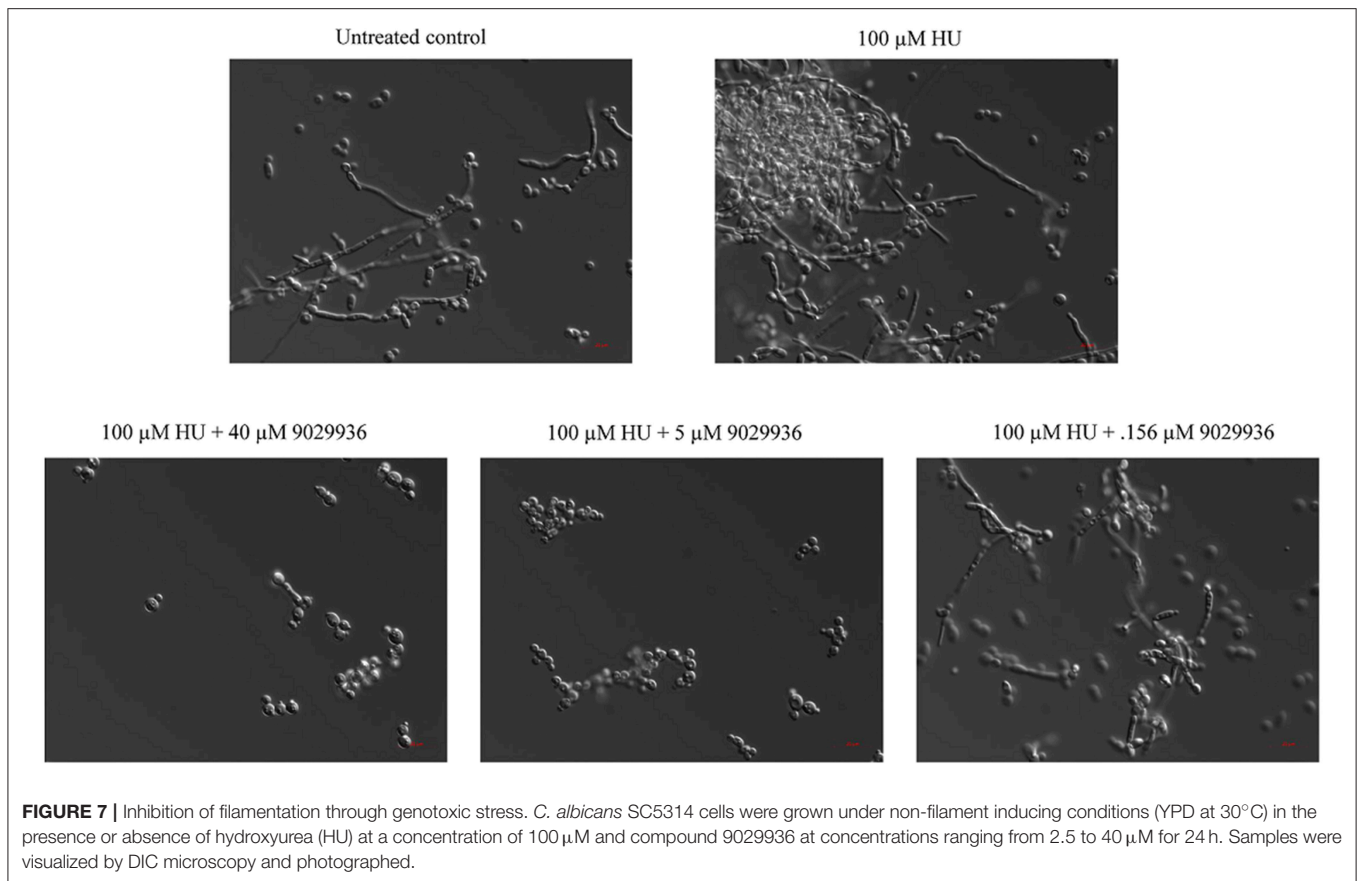 Untreated control
100 µM HU
100 µM HU + 40 µM 9029936
100 µM HU + 5 µM 9029936
100 µM HU + .156 µM 9029936
FIGURE 7 | Inhibition of filamentation through genotoxic stress. C. albicans SC5314 cells were grown under non-filament inducing conditions (YPD at 30°C) in the
presence or absence of hydroxyurea (HU) at a concentration of 100 µM and compound 9029936 at concentrations ranging from 2.5 to 40 µM for 24 h. Samples were
visualized by DIC microscopy and photographed.